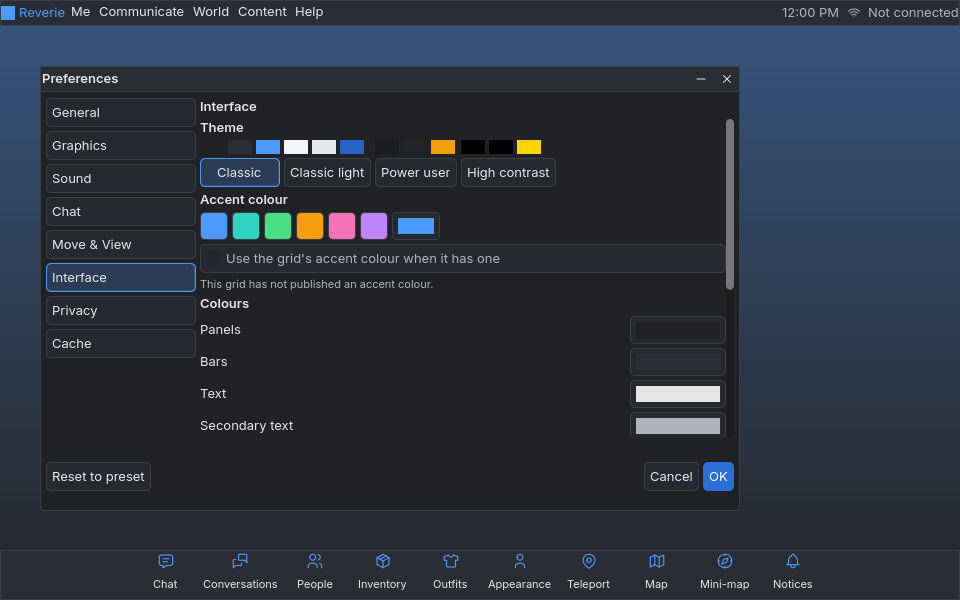 Reverie Me Communicate World Content Help 12:00 PM Not connected
Preferences
General
Graphics
Sound
Chat
Move & View
Interface
Privacy
Cache
Interface
Theme
Classic Classic light Power user High contrast
Accent colour
Use the grid's accent colour when it has one
This grid has not published an accent colour.
Colours
Panels
Bars
Text
Secondary text
Reset to preset Cancel OK
Chat Conversations People Inventory Outfits Appearance Teleport Map Mini-map Notices